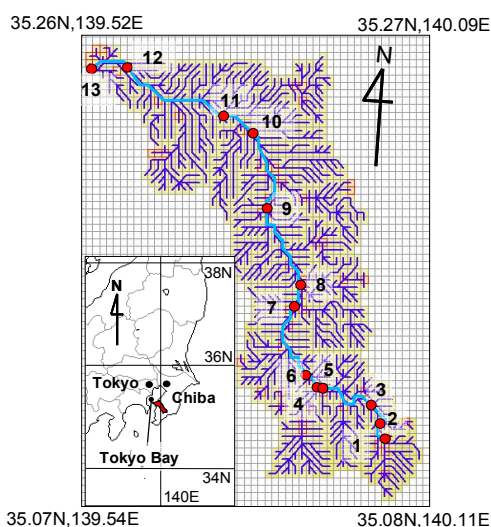 35.26N,139.52E
35.27N,140.09E
12
N
13
11
10
9
38N
N
8
7
36N
5
6
Tokyo
3
4
Chiba
2
1
Tokyo Bay
34N
140E
35.07N,139.54E
35.08N,140.11E